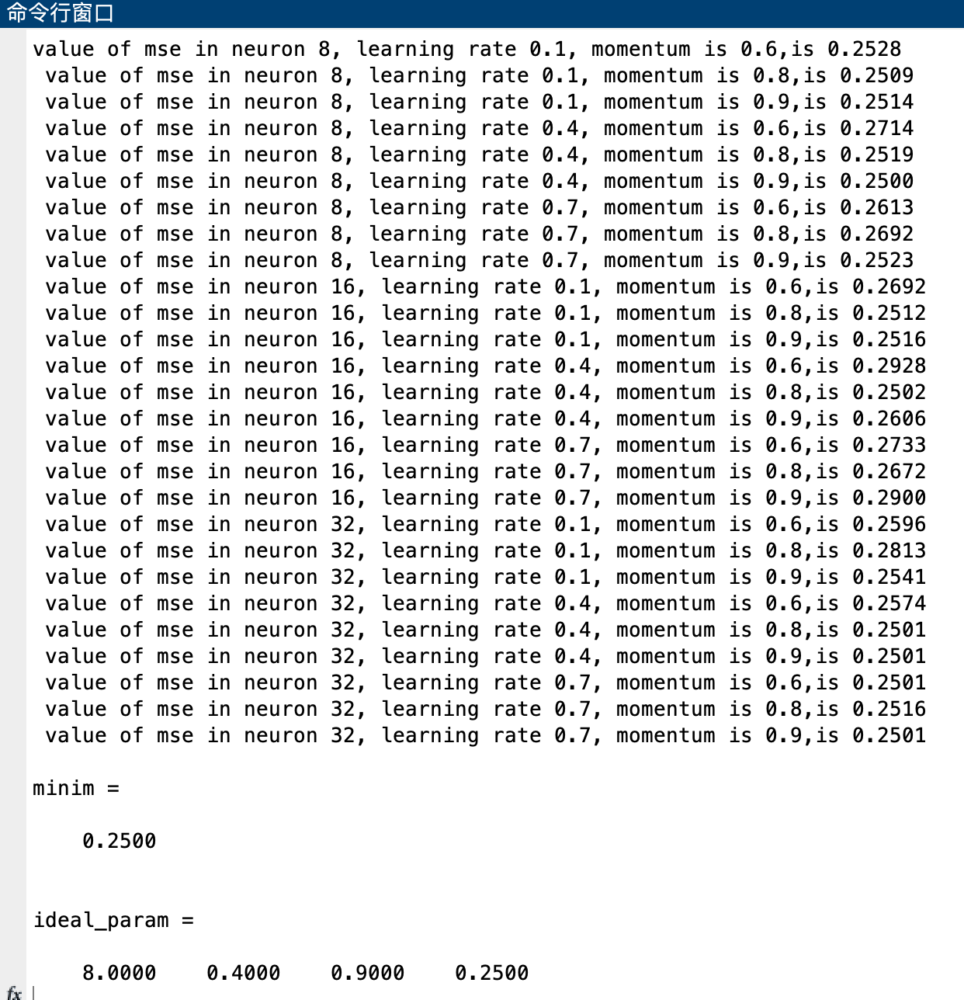 命令行窗口
value of mse in neuron 8, learning rate 0.1, momentum is 0.6,is 0.2528
value of mse in neuron 8, learning rate 0.1, momentum is 0.8,is 0.2509
value of mse in neuron 8, learning rate 0.1, momentum is 0.9,is 0.2514
value of mse in neuron 8, learning rate 0.4, momentum is 0.6,is 0.2714
value of mse in neuron 8, learning rate 0.4, momentum is 0.8,is 0.2519
value of mse in neuron 8, learning rate 0.4, momentum is 0.9,is 0.2500
value of mse in neuron 8, learning rate 0.7, momentum is 0.6,is 0.2613
value of mse in neuron 8, learning rate 0.7, momentum is 0.8,is 0.2692
value of mse in neuron 8, learning rate 0.7, momentum is 0.9,is 0.2523
value of mse in neuron 16, learning rate 0.1, momentum is 0.6,is 0.2692
value of mse in neuron 16, learning rate 0.1, momentum is 0.8,is 0.2512
value of mse in neuron 16, learning rate 0.1, momentum is 0.9,is 0.2516
value of mse in neuron 16, learning rate 0.4, momentum is 0.6,is 0.2928
value of mse in neuron 16, learning rate 0.4, momentum is 0.8,is 0.2502
value of mse in neuron 16, learning rate 0.4, momentum is 0.9,is 0.2606
value of mse in neuron 16, learning rate 0.7, momentum is 0.6,is 0.2733
value of mse in neuron 16, learning rate 0.7, momentum is 0.8,is 0.2672
value of mse in neuron 16, learning rate 0.7, momentum is 0.9,is 0.2900
value of mse in neuron 32, learning rate 0.1, momentum is 0.6,is 0.2596
value of mse in neuron 32, learning rate 0.1, momentum is 0.8,is 0.2813
value of mse in neuron 32, learning rate 0.1, momentum is 0.9,is 0.2541
value of mse in neuron 32, learning rate 0.4, momentum is 0.6,is 0.2574
value of mse in neuron 32, learning rate 0.4, momentum is 0.8,is 0.2501
value of mse in neuron 32, learning rate 0.4, momentum is 0.9,is 0.2501
value of mse in neuron 32, learning rate 0.7, momentum is 0.6,is 0.2501
value of mse in neuron 32, learning rate 0.7, momentum is 0.8,is 0.2516
value of mse in neuron 32, learning rate 0.7, momentum is 0.9,is 0.2501
minim =
0.2500
ideal_param =
8.0000 0.4000 0.9000 0.2500
fx